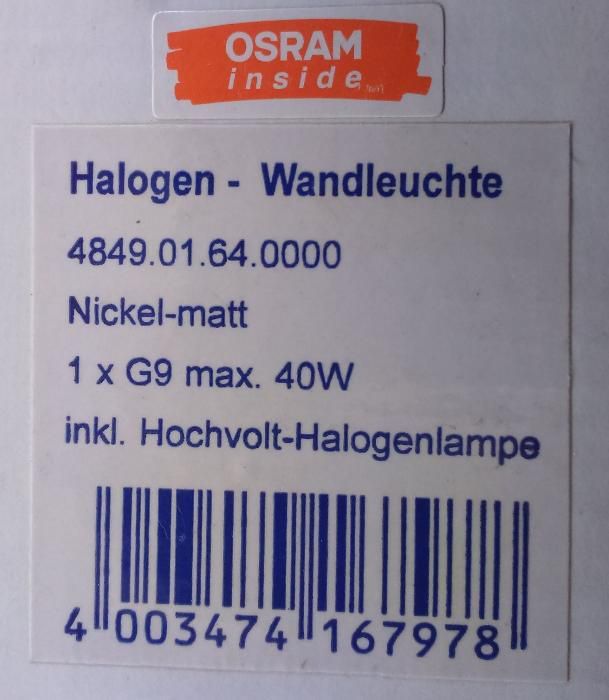 OSRAM
inside
Halogen - Wandleuchte
4849.01.64.0000
Nickel-matt
1 x G9 max. 40W
inkl. Hochvolt-Halogenlampe
4 003474 167978